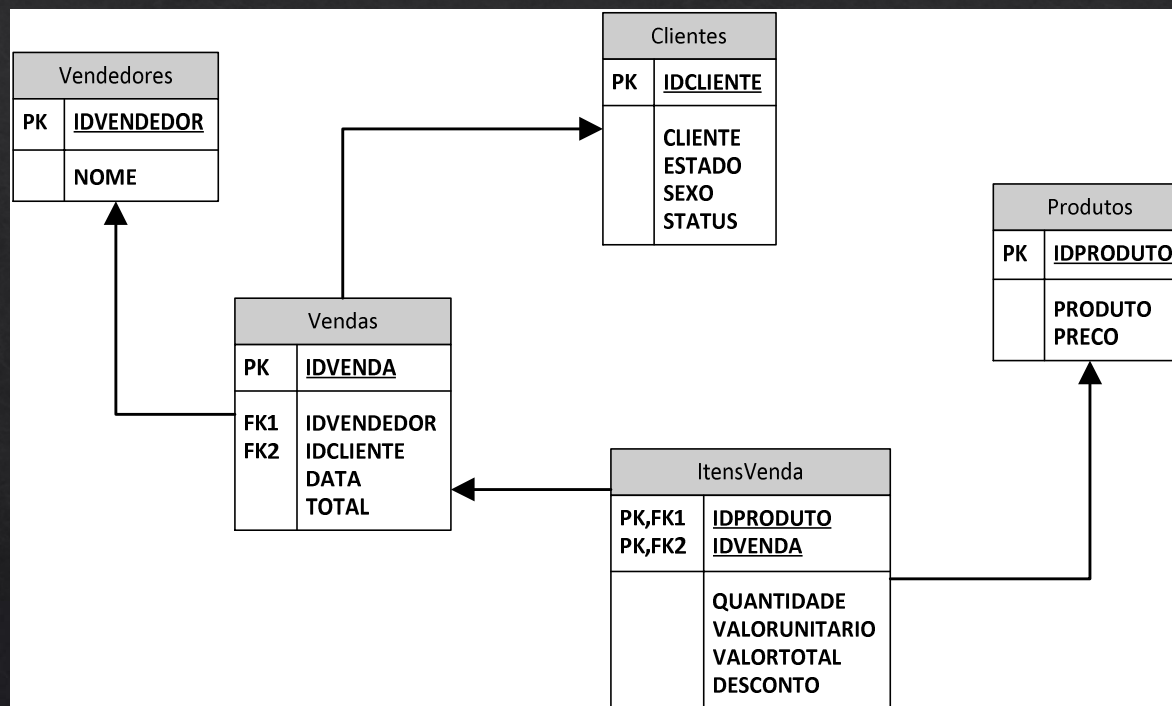 Vendedores
PK IDVENDEDOR
NOME
Clientes
PK IDCLIENTE
CLIENTE
ESTADO
SEXO
STATUS
Produtos
PK IDPRODUTO
PRODUTO
PRECO
Vendas
PK IDVENDA
FK1 IDVENDEDOR
FK2 IDCLIENTE
DATA
TOTAL
ItensVenda
PK,FK1 IDPRODUTO
PK,FK2 IDVENDA
QUANTIDADE
VALORUNITARIO
VALORTOTAL
DESCONTO